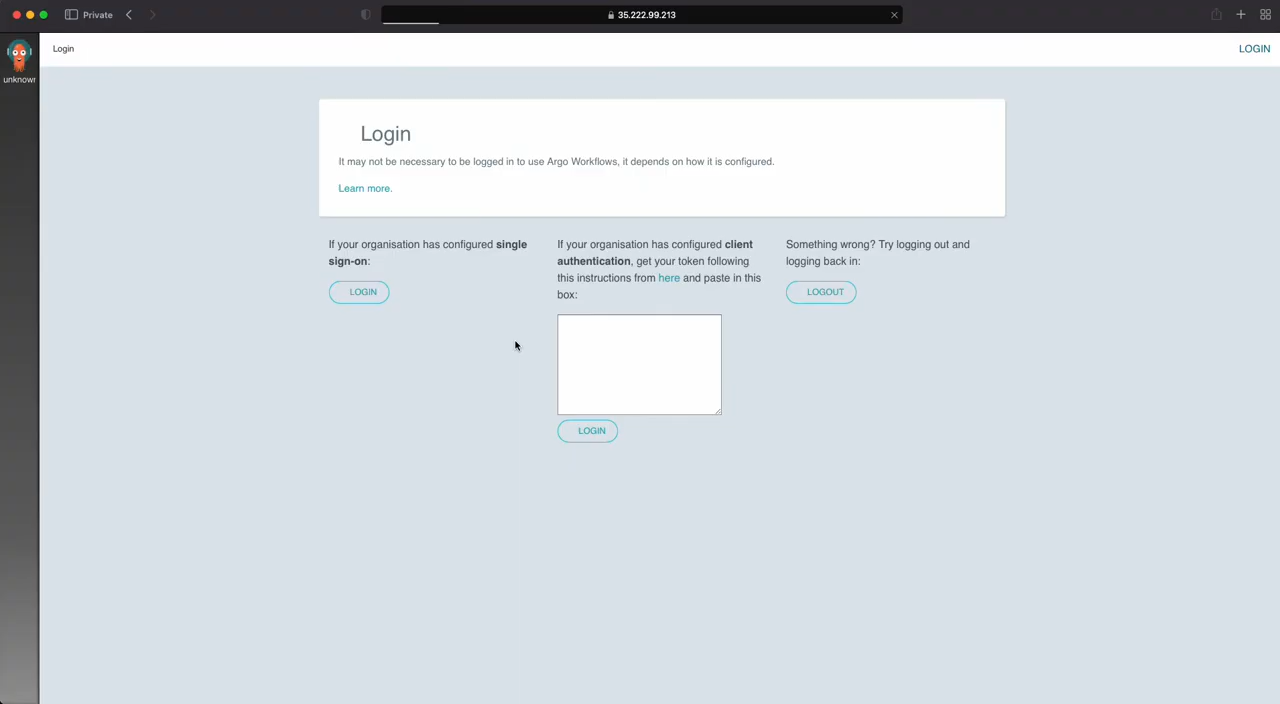 Private
35.222.99.213
unknowr
Login
LOGIN
Login
It may not be necessary to be logged in to use Argo Workflows, it depends on how it is configured.
Learn more.
If your organisation has configured single
sign-on:
LOGIN
If your organisation has configured client
authentication, get your token following
this instructions from here and paste in this
box:
LOGIN
Something wrong? Try logging out and
logging back in:
LOGOUT